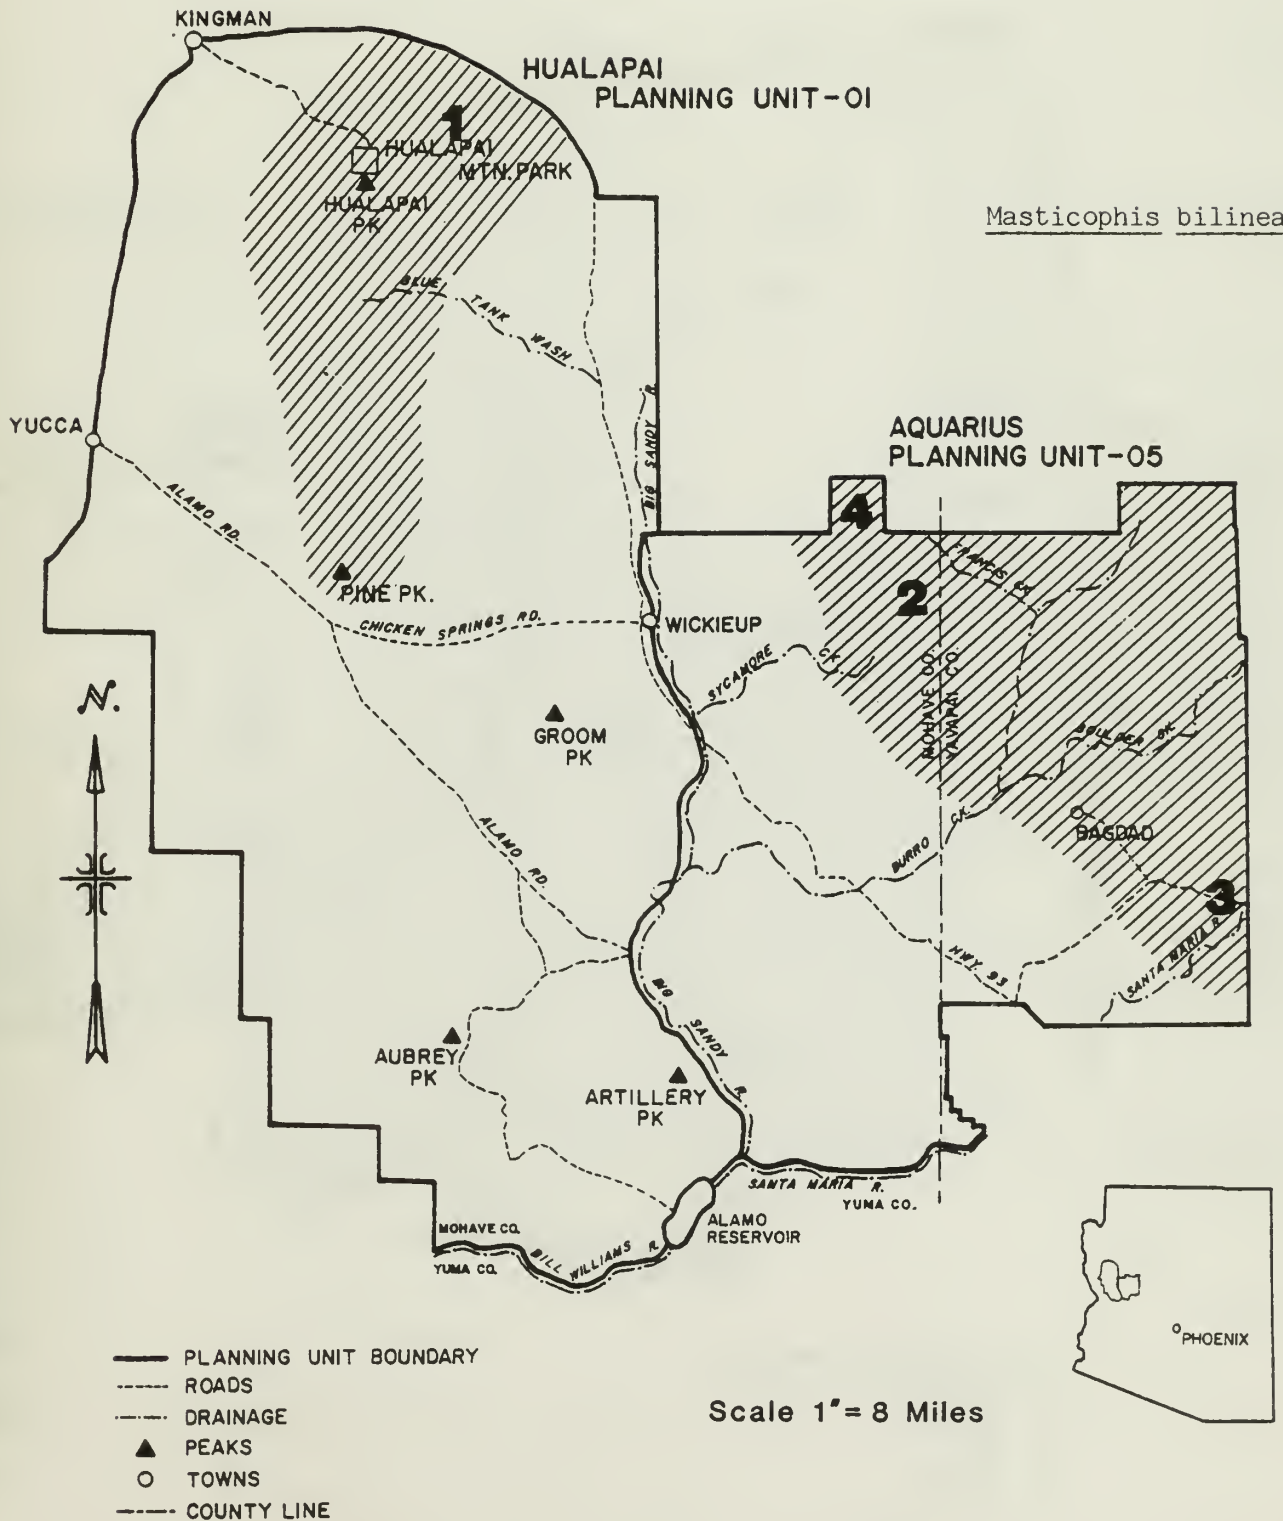 KINGMAN
HUALAPAI
PLANNING UNIT-01
1
HUALAPAI
MTN. PARK
HUALAPAI
PK
Masticophis bilinea
BLUE TANK WASH
BIG SANDY R.
YUCCA
AQUARIUS
PLANNING UNIT-05
ALAMO RD.
4
FRANCIS CK.
2
PINE PK.
CHICKEN SPRINGS RD.
WICKIEUP
SYCAMORE CK.
MOHAVE CO.
YAVAPAI CO.
N.
GROOM
PK
BOULDER CK.
BAGDAD
ALAMO RD.
BURRO CK.
3
HWY 93
SANTA MARIA R.
BIG SANDY R.
AUBREY
PK
ARTILLERY
PK
SANTA MARIA R.
YUMA CO.
ALAMO
RESERVOIR
MOHAVE CO.
YUMA CO.
BILL WILLIAMS R.
PHOENIX
PLANNING UNIT BOUNDARY
ROADS
DRAINAGE
PEAKS
TOWNS
COUNTY LINE
Scale 1"= 8 Miles